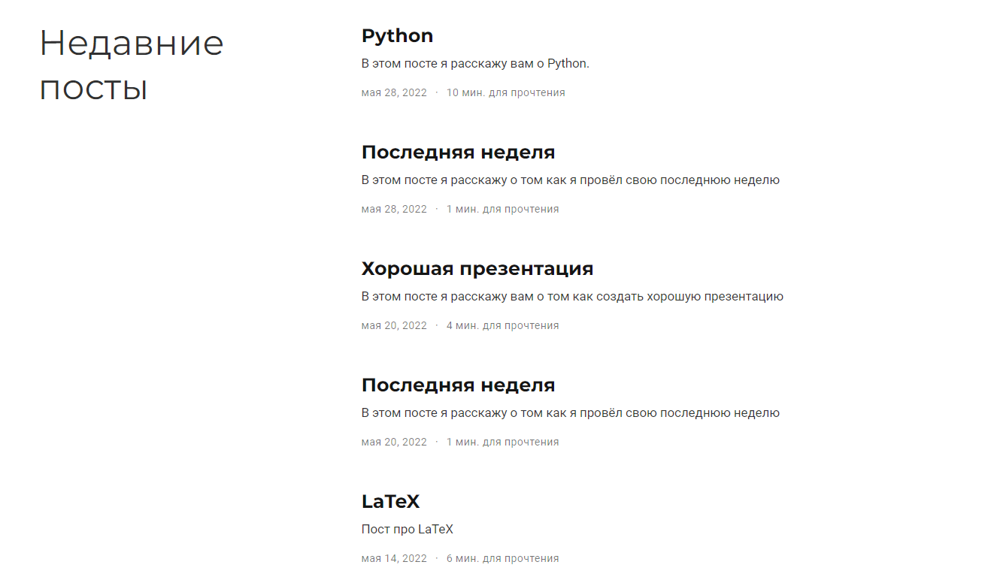 Недавние
посты
Python
В этом посте я расскажу вам о Python.
мая 28, 2022 · 10 мин. для прочтения
Последняя неделя
В этом посте я расскажу о том как я провёл свою последнюю неделю
мая 28, 2022 · 1 мин. для прочтения
Хорошая презентация
В этом посте я расскажу вам о том как создать хорошую презентацию
мая 20, 2022 · 4 мин. для прочтения
Последняя неделя
В этом посте я расскажу о том как я провёл свою последнюю неделю
мая 20, 2022 · 1 мин. для прочтения
LaTeX
Пост про LaTeX
мая 14, 2022 · 6 мин. для прочтения